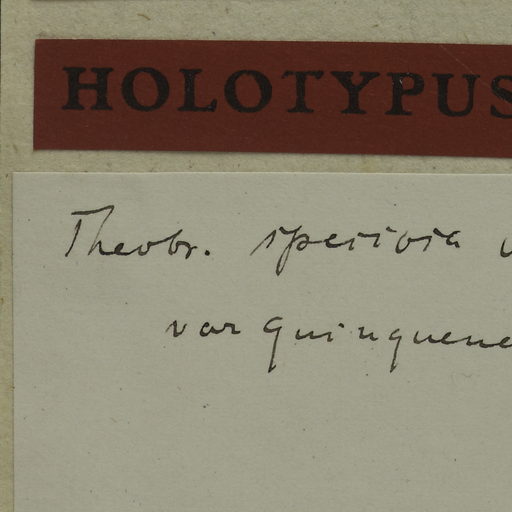 HOLOTYPUS
Theobr. speciosa
var quinquene